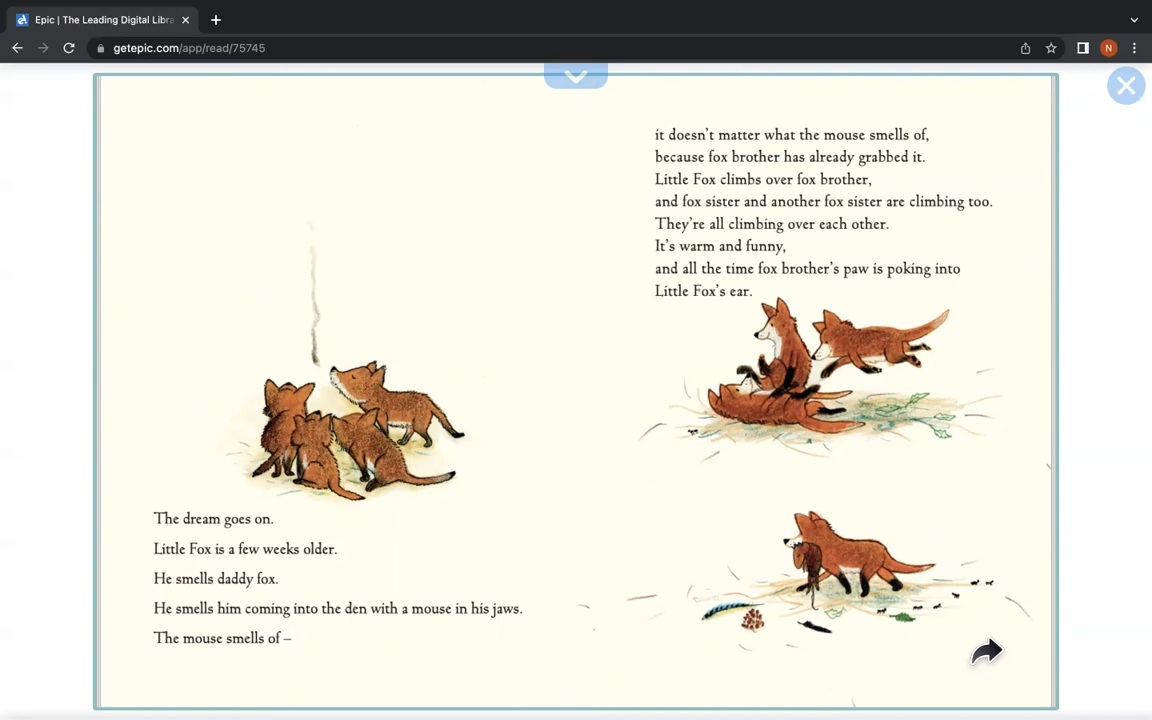 Epic | The Leading Digital Libra
getepic.com/app/read/75745
N
The dream goes on.
Little Fox is a few weeks older.
He smells daddy fox.
He smells him coming into the den with a mouse in his jaws.
The mouse smells of –
it doesn't matter what the mouse smells of,
because fox brother has already grabbed it.
Little Fox climbs over fox brother,
and fox sister and another fox sister are climbing too.
They're all climbing over each other.
It's warm and funny,
and all the time fox brother's paw is poking into
Little Fox's ear.